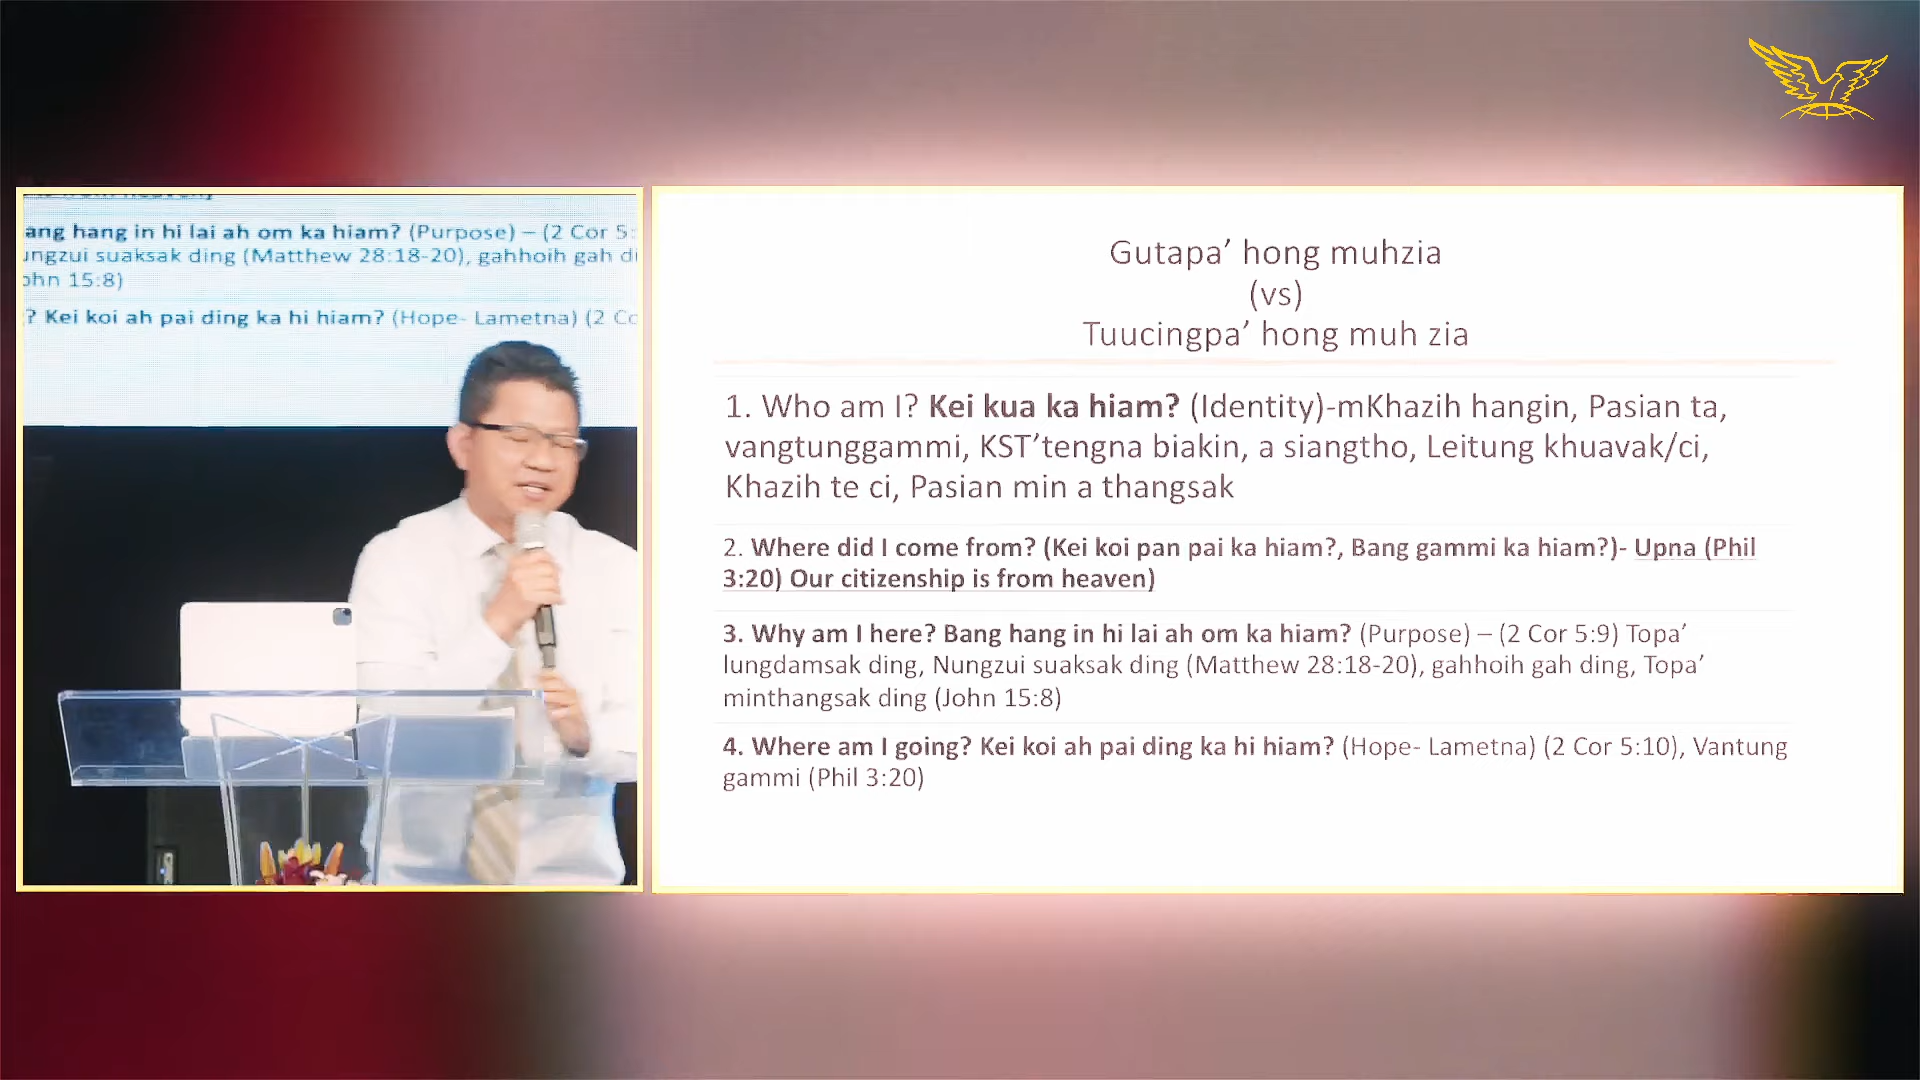 to from heaven)
ang hang in hi lai ah om ka hiam? (Purpose) – (2 Cor 5:
ungzui suaksak ding (Matthew 28:18-20), gahhoih gah di
ohn 15:8)
? Kei koi ah pai ding ka hi hiam? (Hope- Lametna) (2 Co
Gutapa’ hong muhzia
(vs)
Tuucingpa’ hong muh zia
1. Who am I? Kei kua ka hiam? (Identity)-mKhazih hangin, Pasian ta,
vangtunggammi, KST’tengna biakin, a siangtho, Leitung khuavak/ci,
Khazih te ci, Pasian min a thangsak
2. Where did I come from? (Kei koi pan pai ka hiam?, Bang gammi ka hiam?)- Upna (Phil
3:20) Our citizenship is from heaven)
3. Why am I here? Bang hang in hi lai ah om ka hiam? (Purpose) – (2 Cor 5:9) Topa’
lungdamsak ding, Nungzui suaksak ding (Matthew 28:18-20), gahhoih gah ding, Topa’
minthangsak ding (John 15:8)
4. Where am I going? Kei koi ah pai ding ka hi hiam? (Hope- Lametna) (2 Cor 5:10), Vantung
gammi (Phil 3:20)